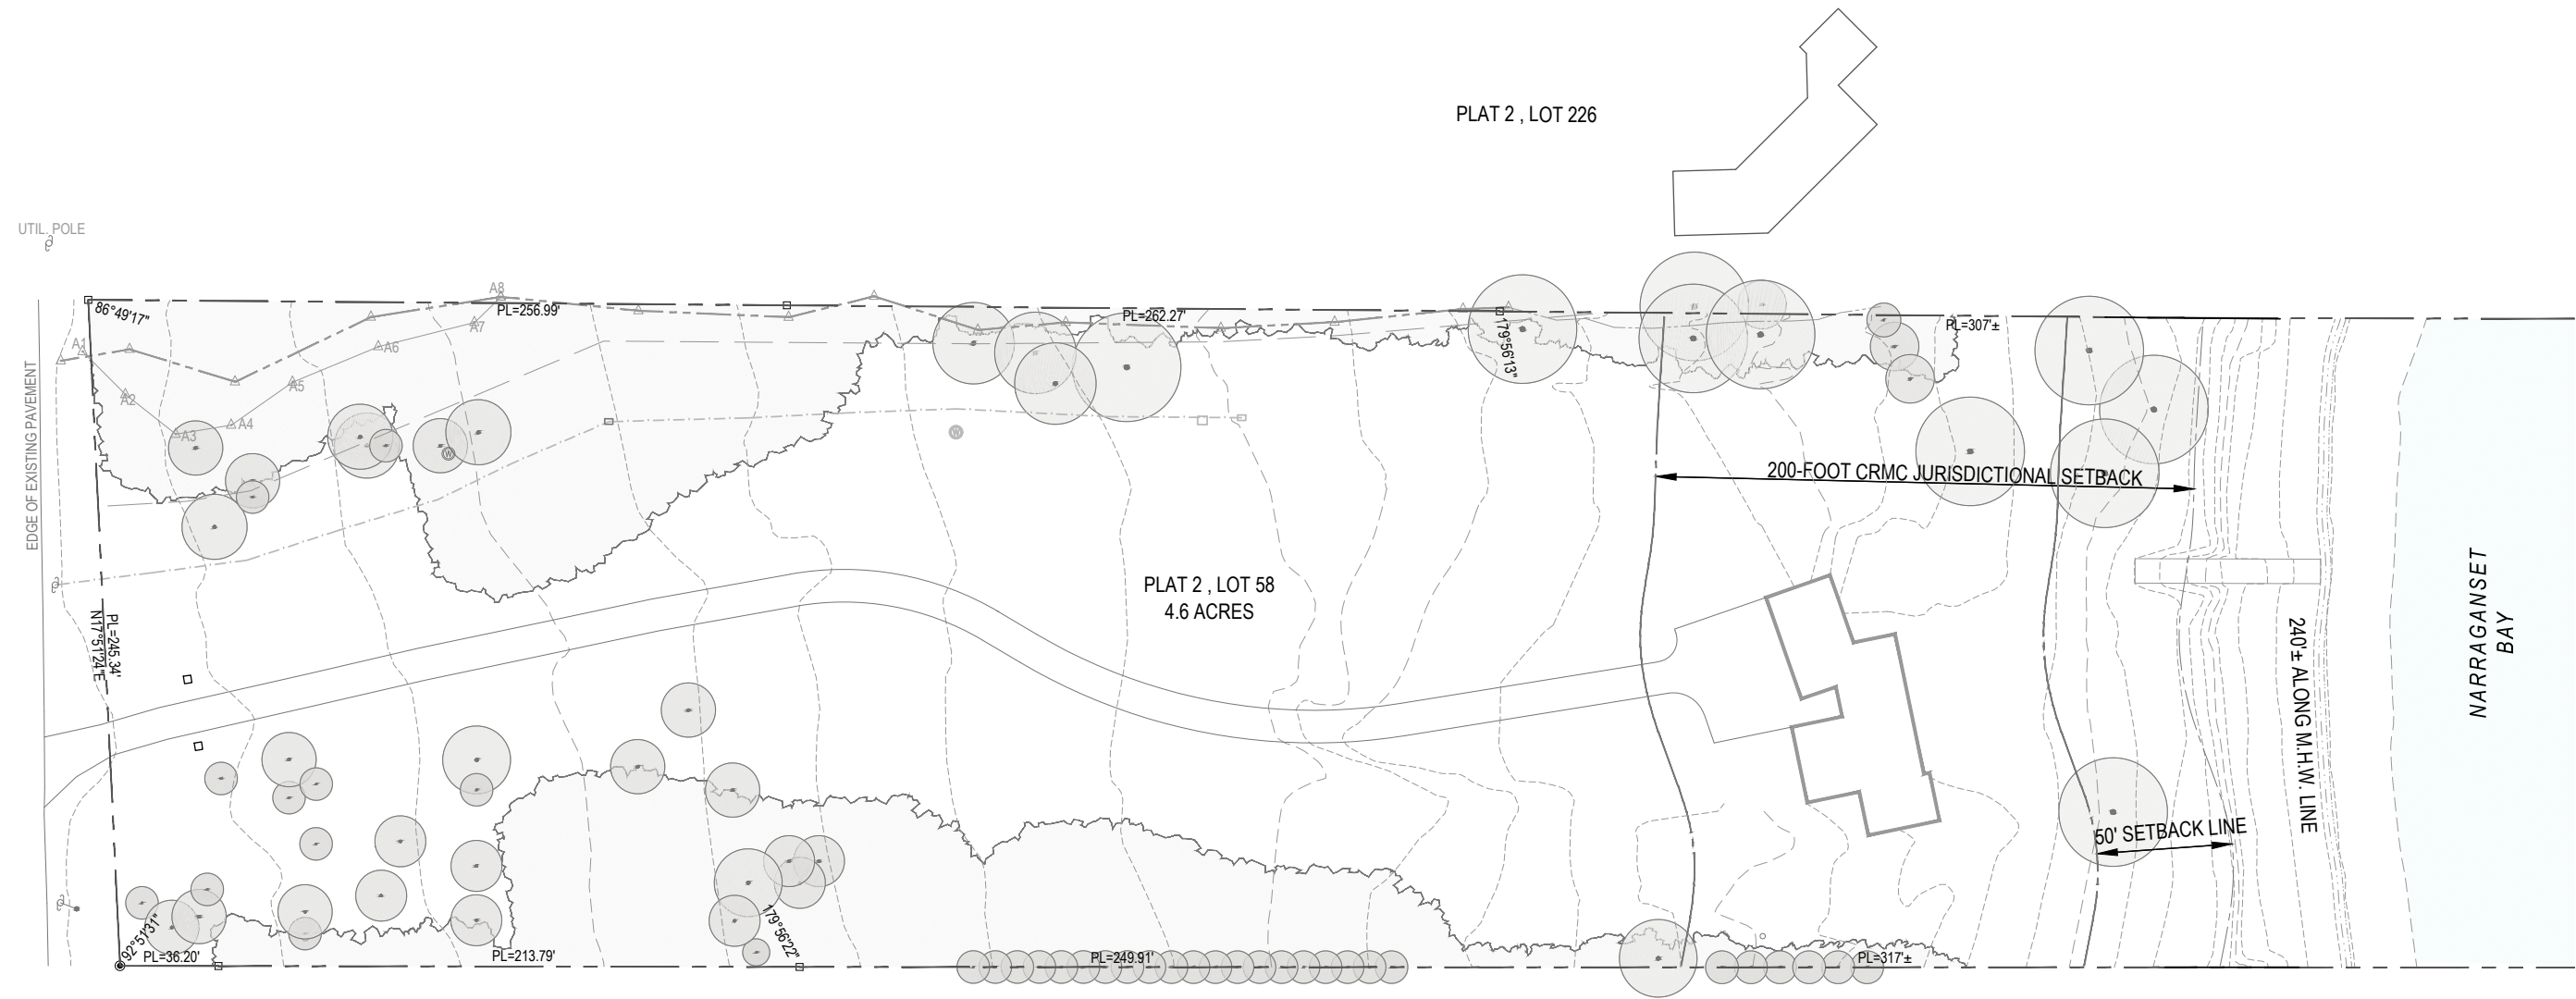 PLAT 2 , LOT 226
UTIL. POLE
A8
86°49'17"
PL=256.99'
PL=262.27'
PL=307'±
A7
A1
A6
179°56'13"
A5
A2
A4
A3
EDGE OF EXISTING PAVEMENT
W
W
200-FOOT CRMC JURISDICTIONAL SETBACK
PLAT 2 , LOT 58
4.6 ACRES
PL=245.34'
N17°51'24"E
NARRAGANSET
BAY
240'± ALONG M.H.W. LINE
50' SETBACK LINE
92°51'31"
179°56'22"
PL=36.20'
PL=213.79'
PL=249.91'
PL=317'±